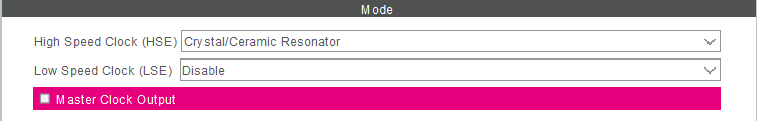 Mode
High Speed Clock (HSE) Crystal/Ceramic Resonator
Low Speed Clock (LSE) Disable
Master Clock Output